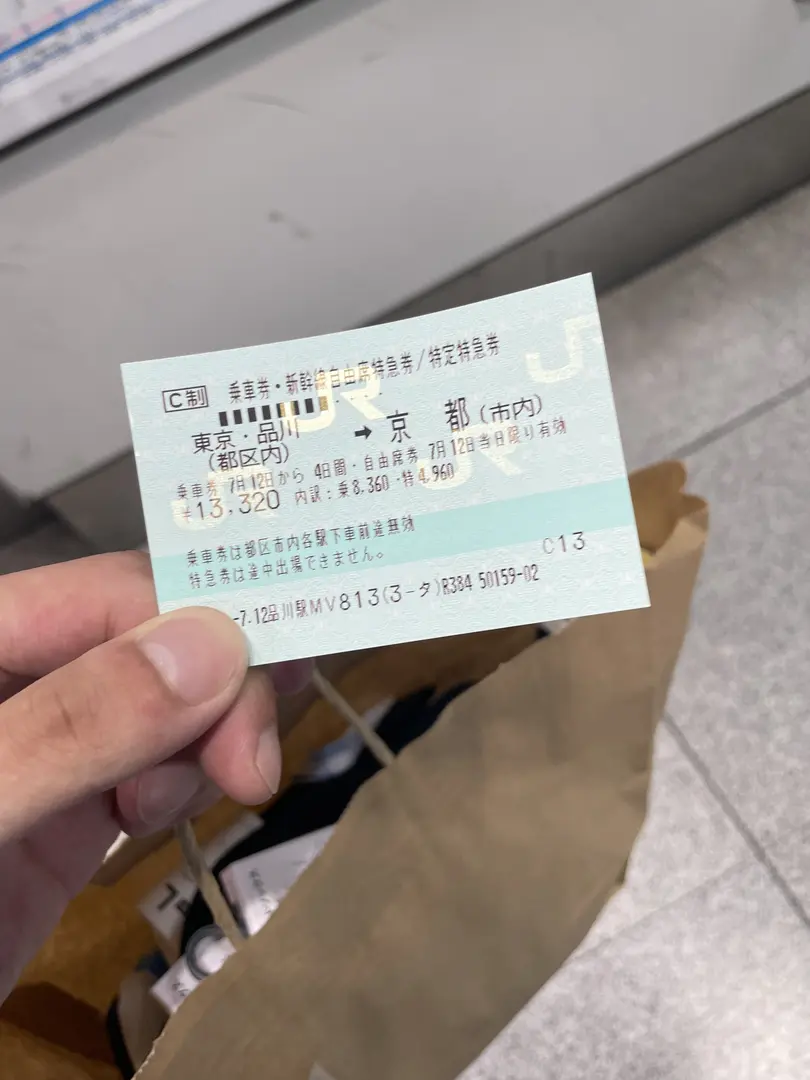 C制 乗車券・新幹線自由席特急券/特定特急券
東京・品川 → 京都(市内)
(都区内)
乗車券 7月12日から 4日間・自由席券 7月12日当日限り有効
¥13,320 内訳:乗8,360・特4,960
乗車券は都区市内各駅下車前途無効
特急券は途中出場できません。
C13
-7.12品川駅MV813(3-タ)R384 50159-02